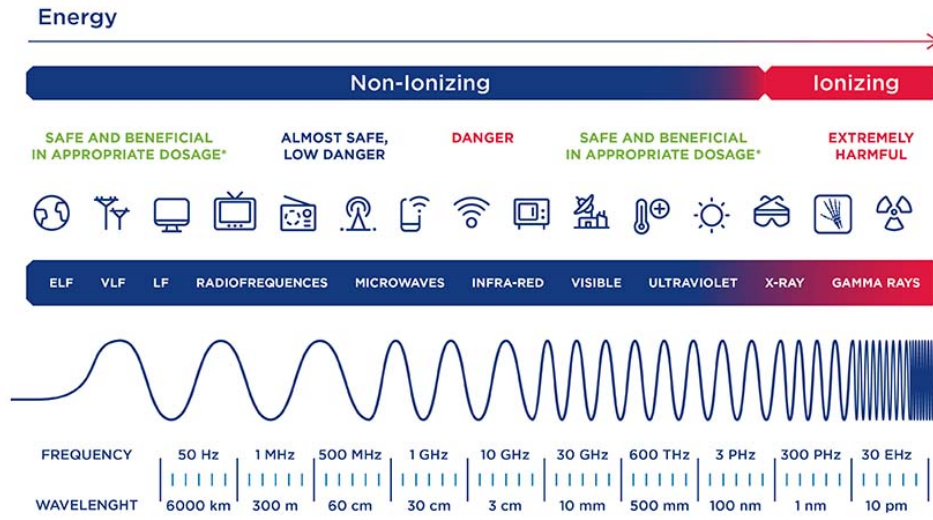 Energy
Non-Ionizing
Ionizing
SAFE AND BENEFICIAL
IN APPROPRIATE DOSAGE*
ALMOST SAFE,
LOW DANGER
DANGER
SAFE AND BENEFICIAL
IN APPROPRIATE DOSAGE*
EXTREMELY
HARMFUL
ELF VLF LF RADIOFREQUENCES MICROWAVES INFRA-RED VISIBLE ULTRAVIOLET X-RAY GAMMA RAYS
FREQUENCY 50 Hz 1 MHz 500 MHz 1 GHz 10 GHz 30 GHz 600 THz 3 PHz 300 PHz 30 EHz
WAVELENGHT 6000 km 300 m 60 cm 30 cm 3 cm 10 mm 500 mm 100 nm 1 nm 10 pm